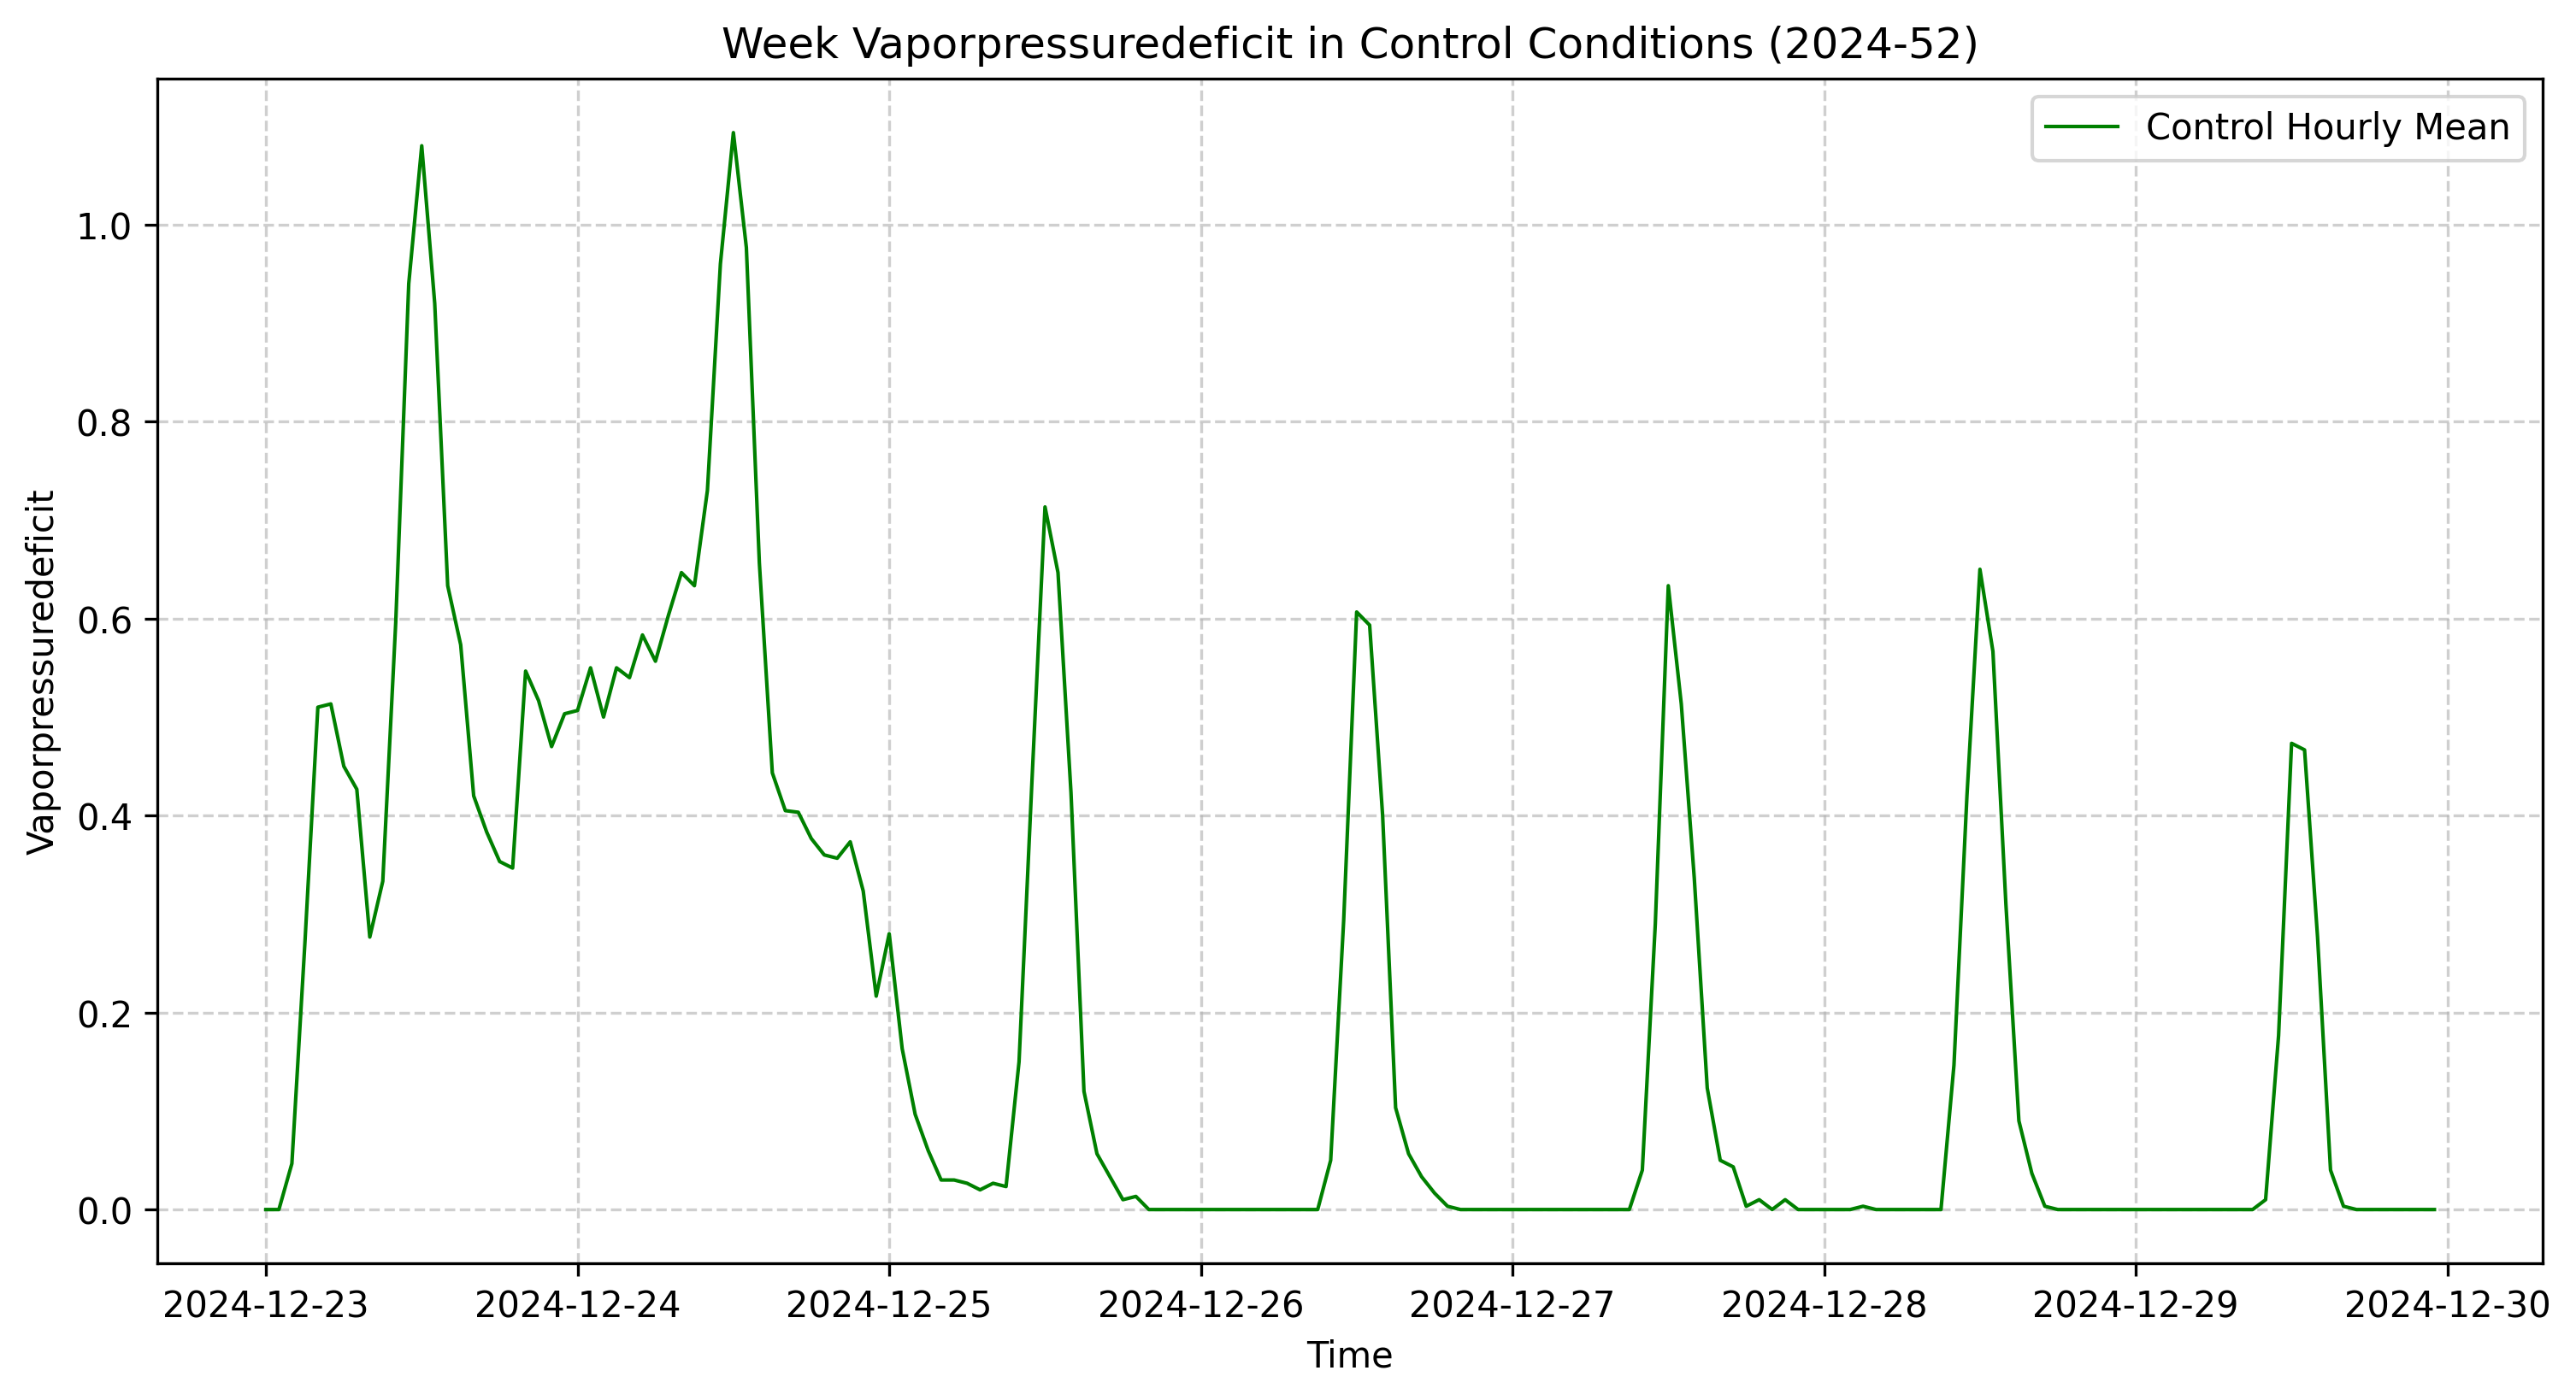 Week Vaporpressuredeficit in Control Conditions (2024-52)
Control Hourly Mean
Vaporpressuredeficit
1.0
0.8
0.6
0.4
0.2
0.0
2024-12-23 2024-12-24 2024-12-25 2024-12-26 2024-12-27 2024-12-28 2024-12-29 2024-12-30
Time